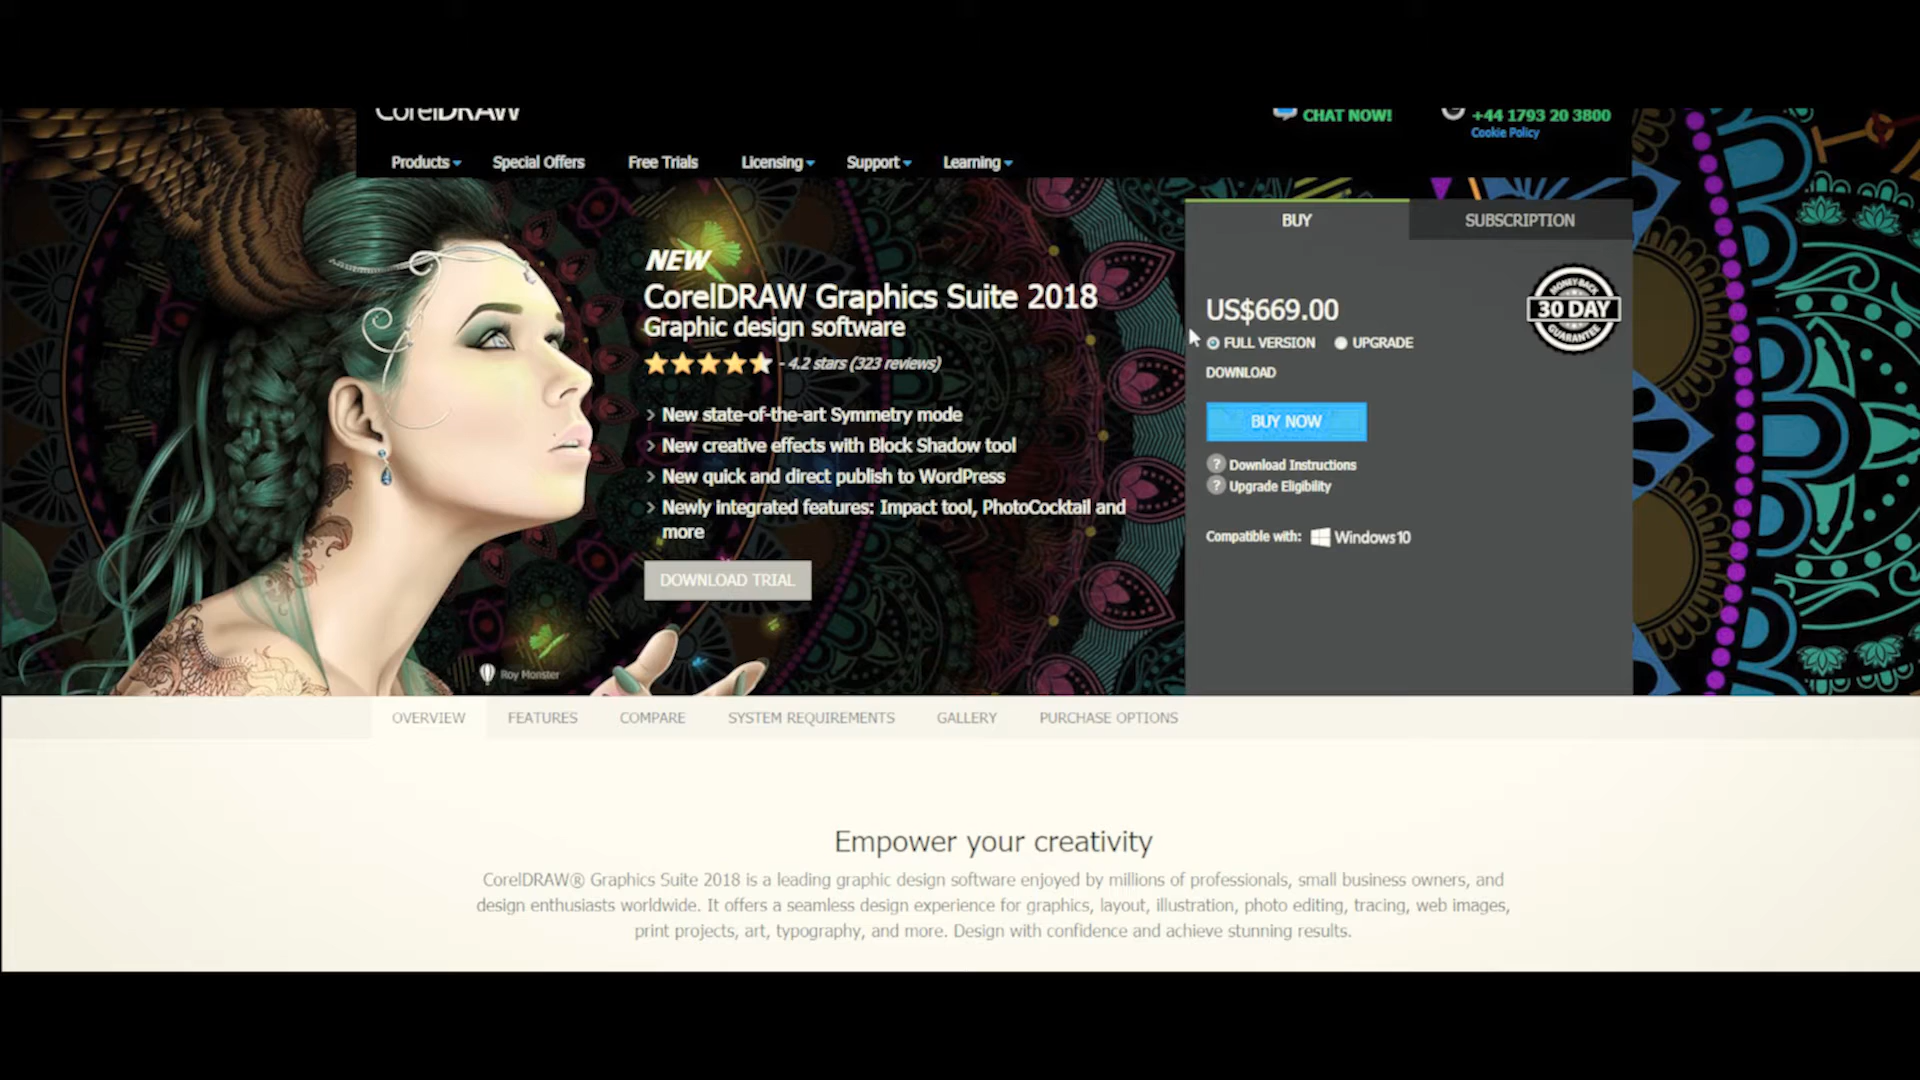 CorelDRAW
CHAT NOW!
+44 1793 20 3800
Cookie Policy
Products
Special Offers
Free Trials
Licensing
Support
Learning
NEW
CorelDRAW Graphics Suite 2018
Graphic design software
- 4.2 stars (323 reviews)
New state-of-the-art Symmetry mode
New creative effects with Block Shadow tool
New quick and direct publish to WordPress
Newly integrated features: Impact tool, PhotoCocktail and
more
DOWNLOAD TRIAL
Roy Monster
BUY
SUBSCRIPTION
US$669.00
MONEY-BACK
30 DAY
GUARANTEE
FULL VERSION
UPGRADE
DOWNLOAD
BUY NOW
? Download Instructions
? Upgrade Eligibility
Compatible with: Windows 10
OVERVIEW
FEATURES
COMPARE
SYSTEM REQUIREMENTS
GALLERY
PURCHASE OPTIONS
Empower your creativity
CorelDRAW® Graphics Suite 2018 is a leading graphic design software enjoyed by millions of professionals, small business owners, and
design enthusiasts worldwide. It offers a seamless design experience for graphics, layout, illustration, photo editing, tracing, web images,
print projects, art, typography, and more. Design with confidence and achieve stunning results.